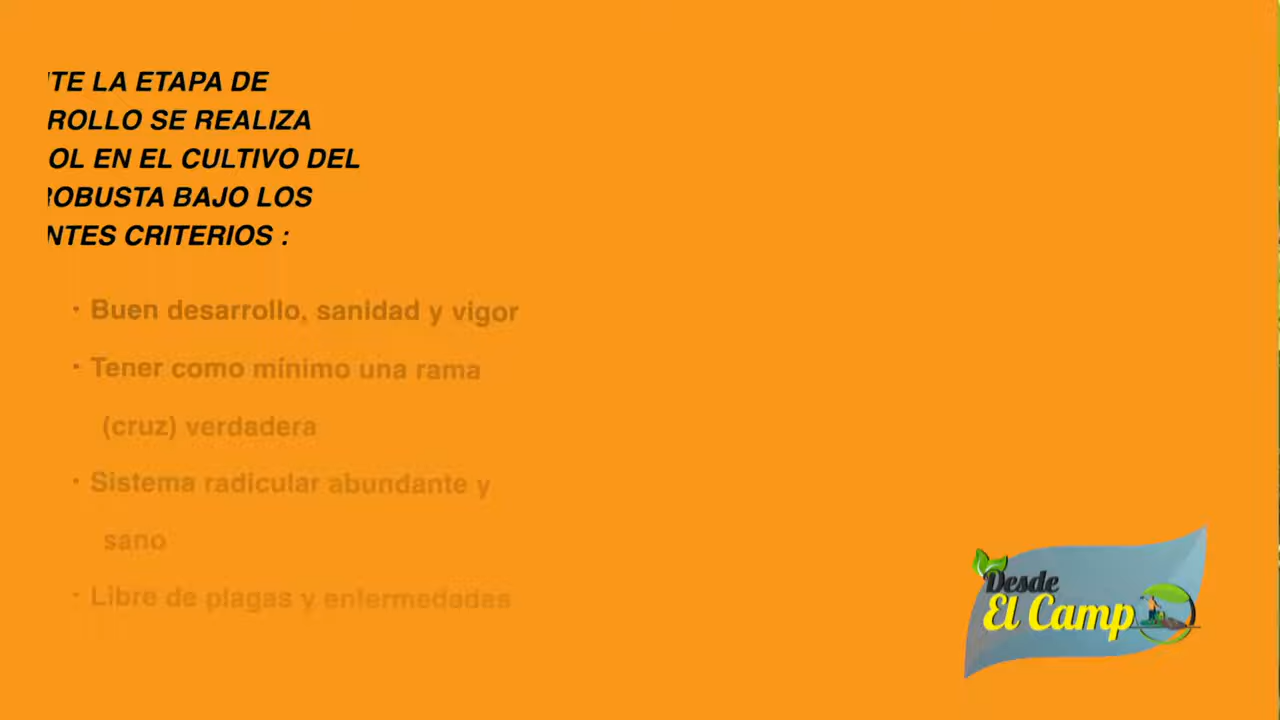 TE LA ETAPA DE
ROLLO SE REALIZA
OL EN EL CULTIVO DEL
ROBUSTA BAJO LOS
NTES CRITERIOS :
• Buen desarrollo, sanidad y vigor
• Tener como mínimo una rama
(cruz) verdadera
• Sistema radicular abundante y
sano
• Libre de plagas y enfermedades
Desde
El Camp